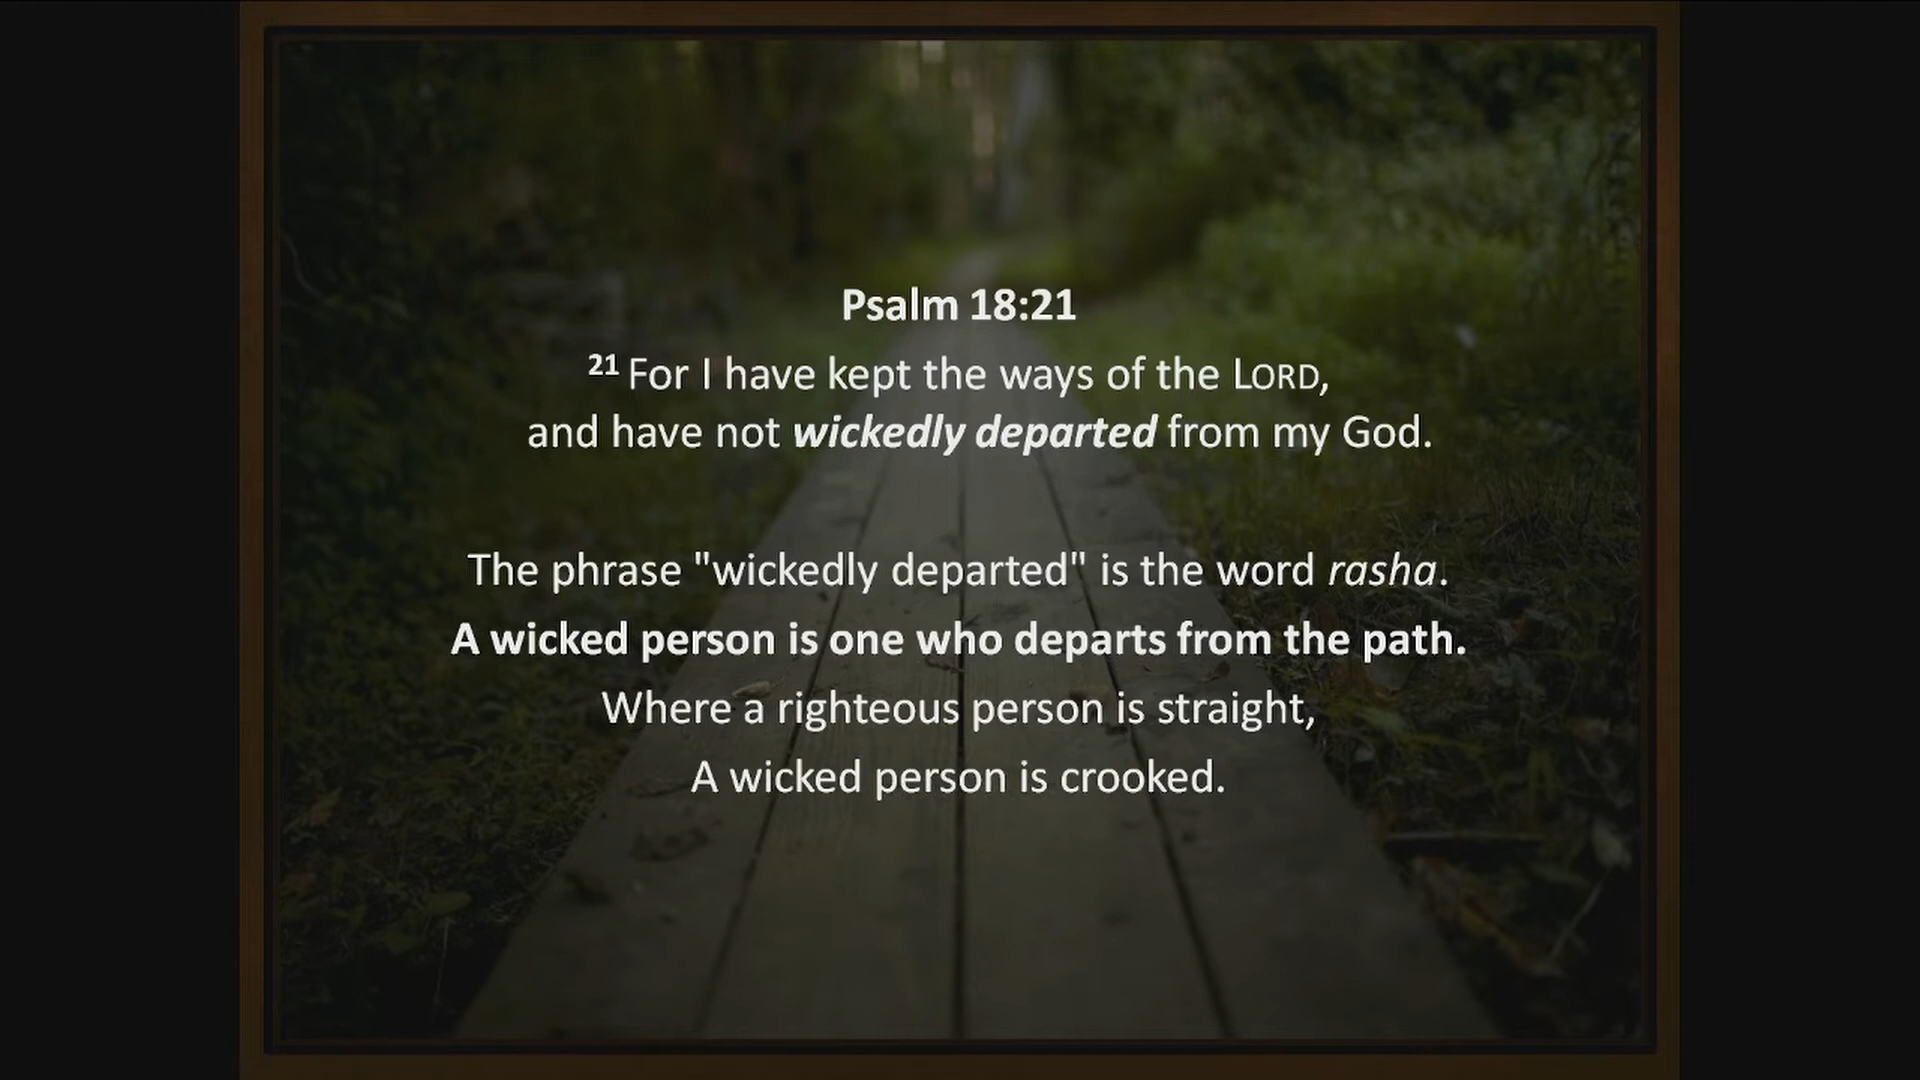 Psalm 18:21
21 For I have kept the ways of the LORD,
and have not wickedly departed from my God.
The phrase "wickedly departed" is the word rasha.
A wicked person is one who departs from the path.
Where a righteous person is straight,
A wicked person is crooked.